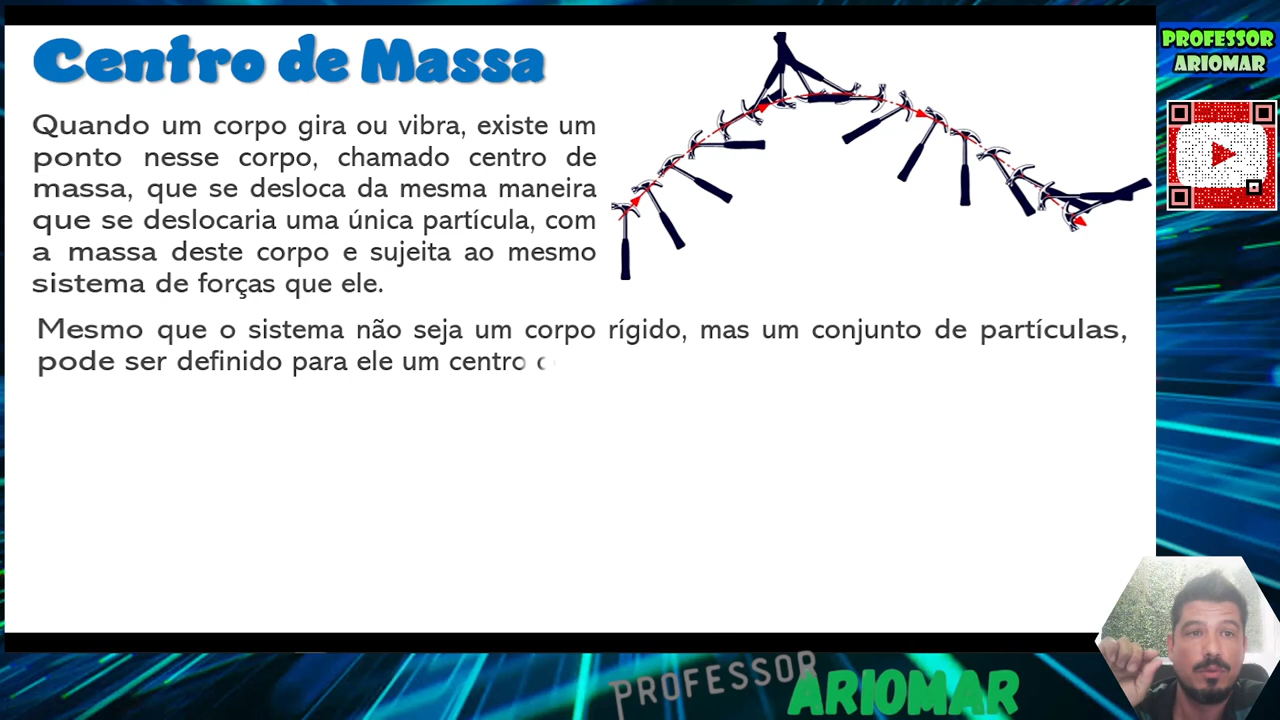 Centro de Massa
Quando um corpo gira ou vibra, existe um
ponto nesse corpo, chamado centro de
massa, que se desloca da mesma maneira
que se deslocaria uma única partícula, com
a massa deste corpo e sujeita ao mesmo
sistema de forças que ele.
Mesmo que o sistema não seja um corpo rígido, mas um conjunto de partículas,
pode ser definido para ele um centro
PROFESSOR
ARIOMAR
PROFESSOR
ARIOMAR